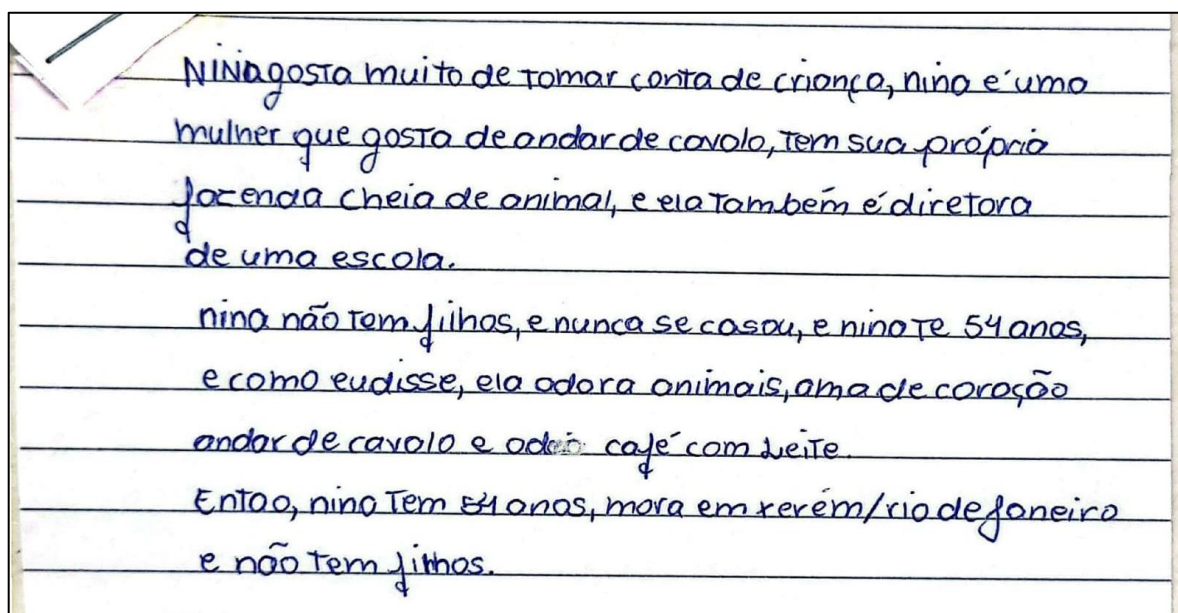 NINa gosta muito de tomar conta de criança, nina é uma
mulher que gosta de andar de cavalo, tem sua própria
fazenda cheia de animal, e ela também é diretora
de uma escola.
nina não tem filhos, e nunca se casou, e nina te 54 anos,
e como eu disse, ela adora animais, ama de coração
andar de cavalo e café com Leite.
Entao, nina tem 54 anos, mora em xerém/rio de janeiro
e não tem filhos.